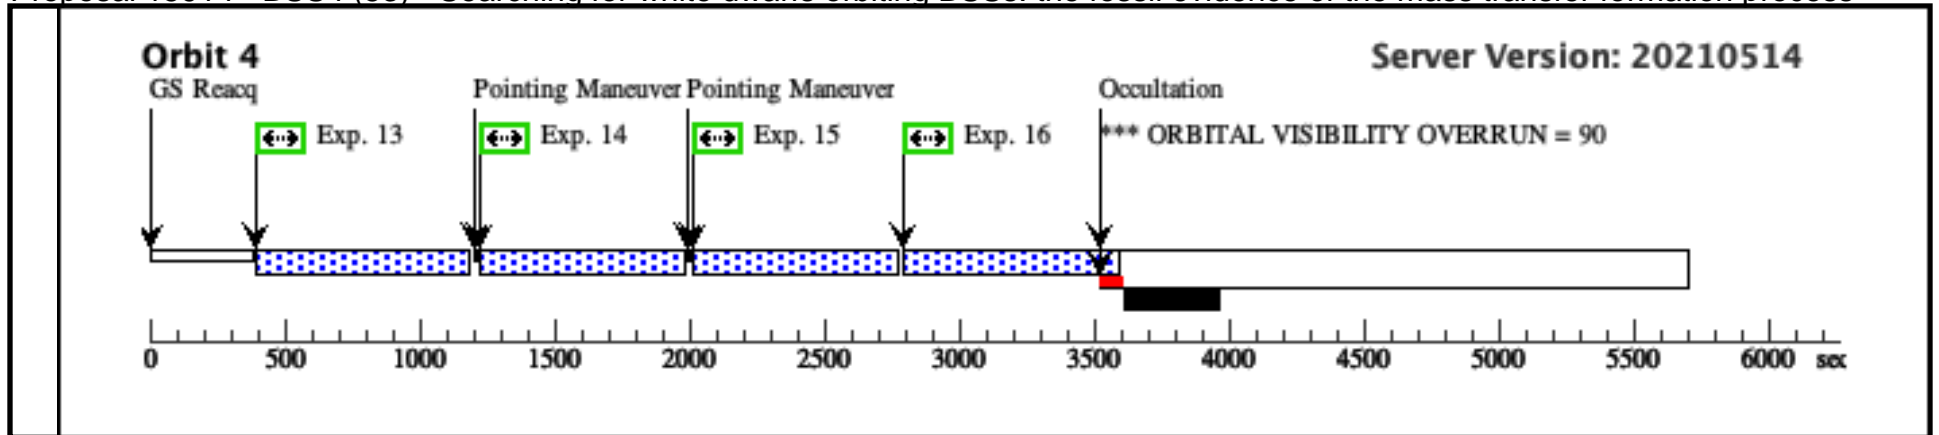 Orbit 4
Server Version: 20210514
GS Reacq
Pointing Maneuver
Pointing Maneuver
Occultation
Exp. 13
Exp. 14
Exp. 15
Exp. 16
*** ORBITAL VISIBILITY OVERRUN = 90
0 500 1000 1500 2000 2500 3000 3500 4000 4500 5000 5500 6000 sec